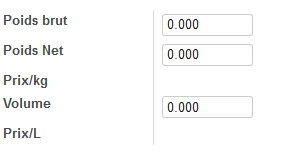 Poids brut 0.000
Poids Net 0.000
Prix/kg
Volume 0.000
Prix/L